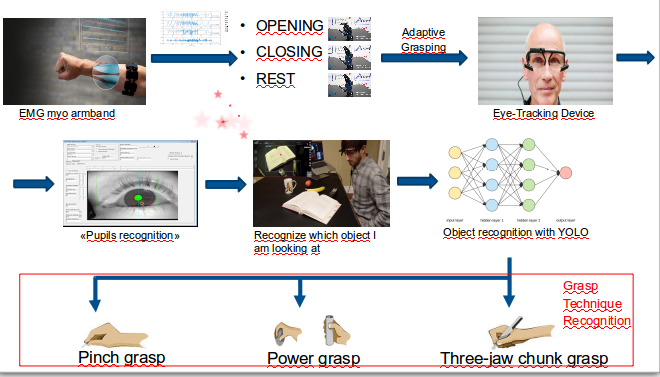 • OPENING
• CLOSING
• REST
Adaptive
Grasping
EMG myo armband
Eye-Tracking Device
«Pupils recognition»
Recognize which object I
am looking at
input layer
hidden layer 1
hidden layer 2
output layer
Object recognition with YOLO
Grasp
Technique
Recognition
Pinch grasp
Power grasp
Three-jaw chunk grasp